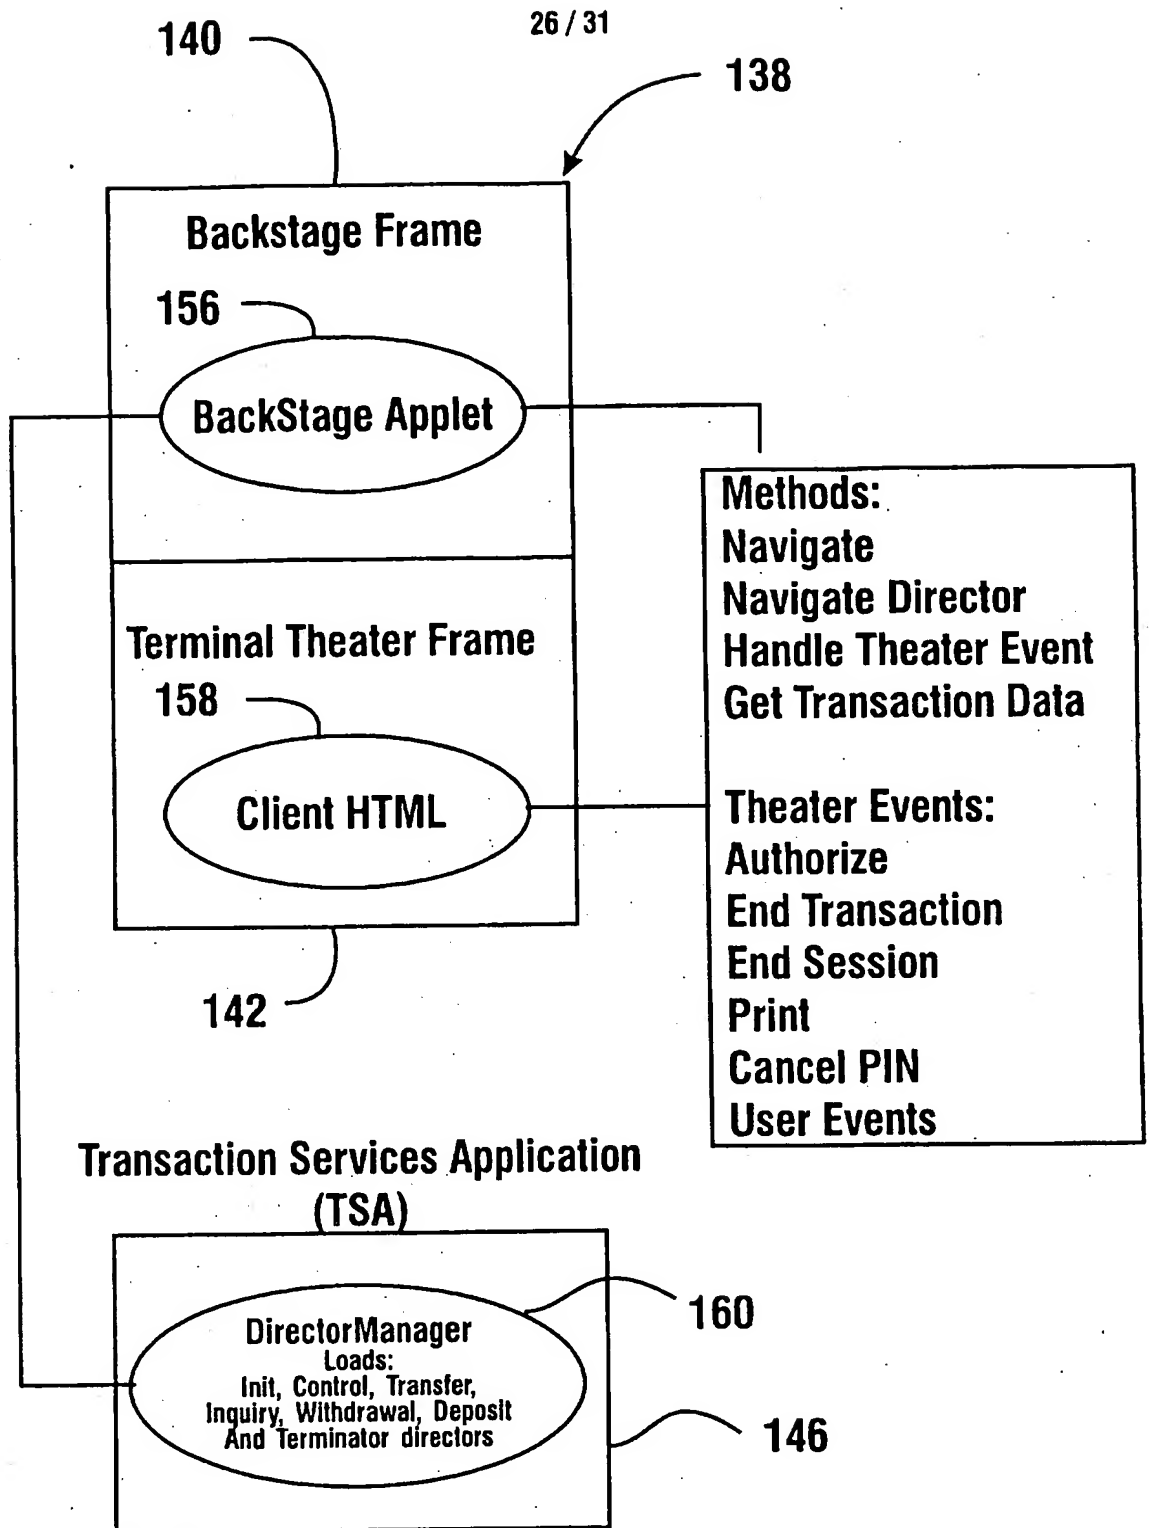 26 / 31
140
138
Backstage Frame
156
BackStage Applet
Methods:
Navigate
Navigate Director
Handle Theater Event
Get Transaction Data
Theater Events:
Authorize
End Transaction
End Session
Print
Cancel PIN
User Events
Terminal Theater Frame
158
Client HTML
142
Transaction Services Application
(TSA)
DirectorManager
Loads:
Init, Control, Transfer,
Inquiry, Withdrawal, Deposit
And Terminator directors
160
146